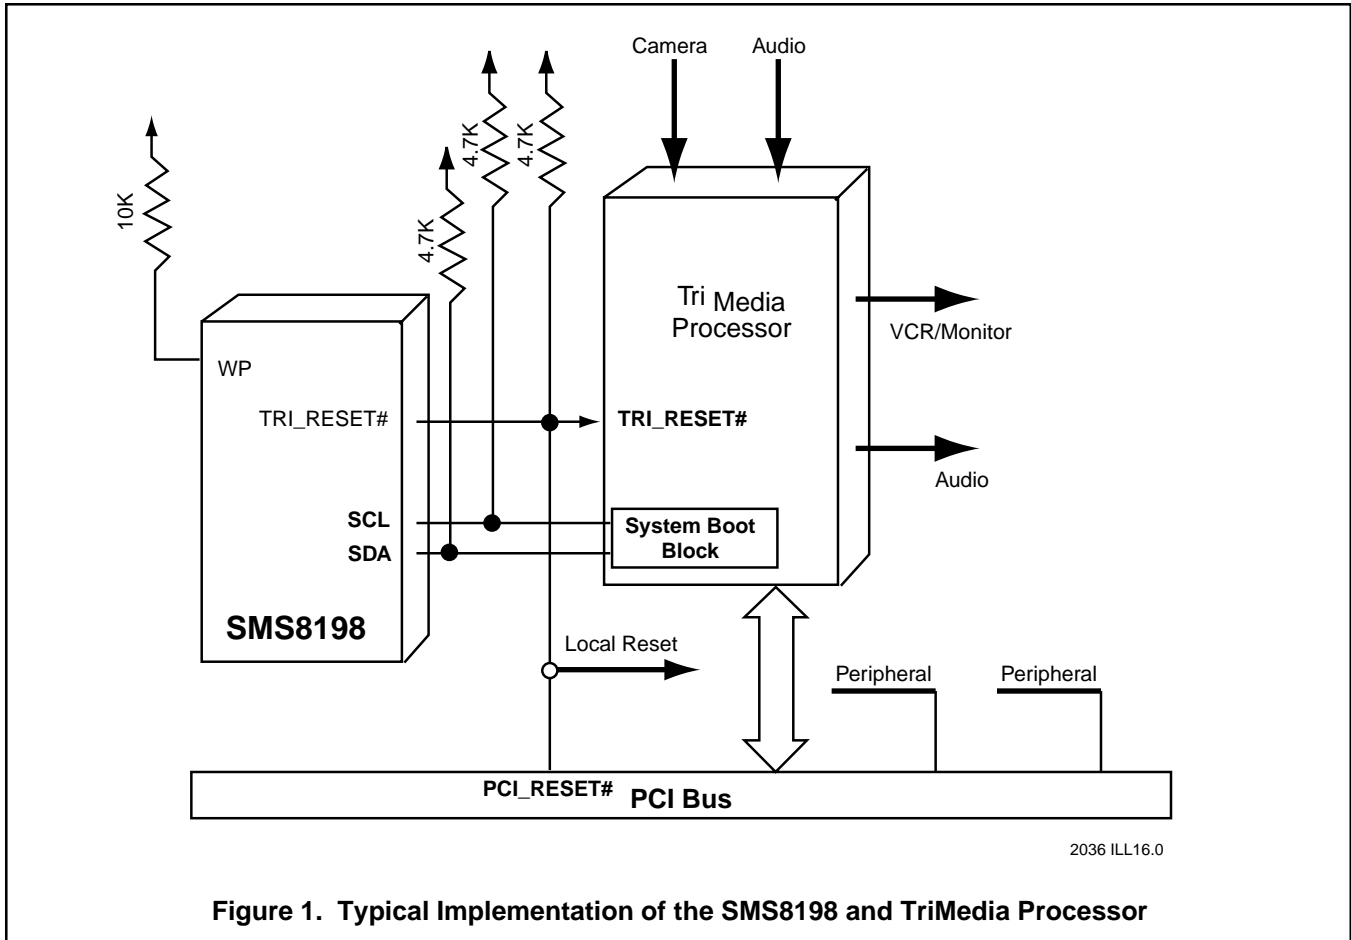 Camera
Audio
4.7K
4.7K
10K
4.7K
Tri Media
Processor
VCR/Monitor
WP
TRI_RESET#
TRI_RESET#
Audio
SCL
System Boot
Block
SDA
SMS8198
Local Reset
Peripheral
Peripheral
PCI_RESET#
PCI Bus
2036 ILL16.0
Figure 1. Typical Implementation of the SMS8198 and TriMedia Processor